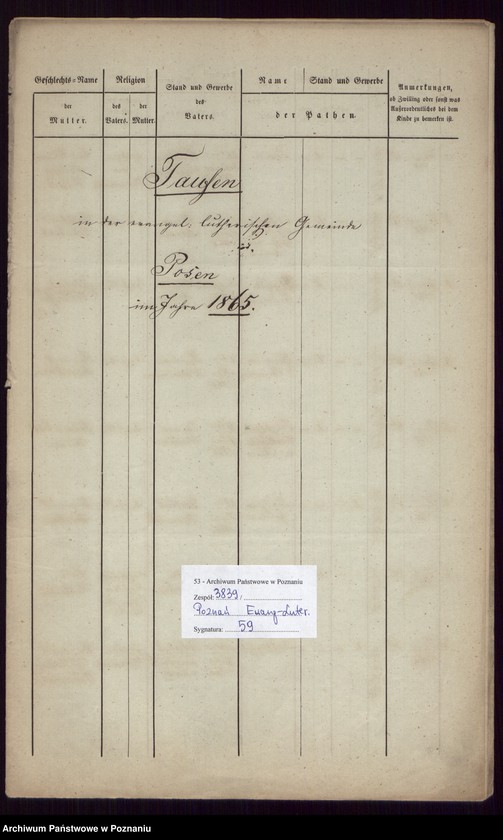 Geschlechts-Name
der
Mutter.
Religion
des Vaters.
der Mutter.
Stand und Gewerbe
des
Vaters.
Name
Stand und Gewerbe
der Pathen.
Anmerkungen,
ob Zwilling oder sonst was
Außerordentliches bei dem
Kinde zu bemerken ist.
Taufen
in der evangel. lutherischen Gemeinde
Posen
im Jahre 1865.
53 - Archiwum Państwowe w Poznaniu
Zespół: 3839 /
Poznań Ewang-Luter.
Sygnatura: 59
Archiwum Państwowe w Poznaniu